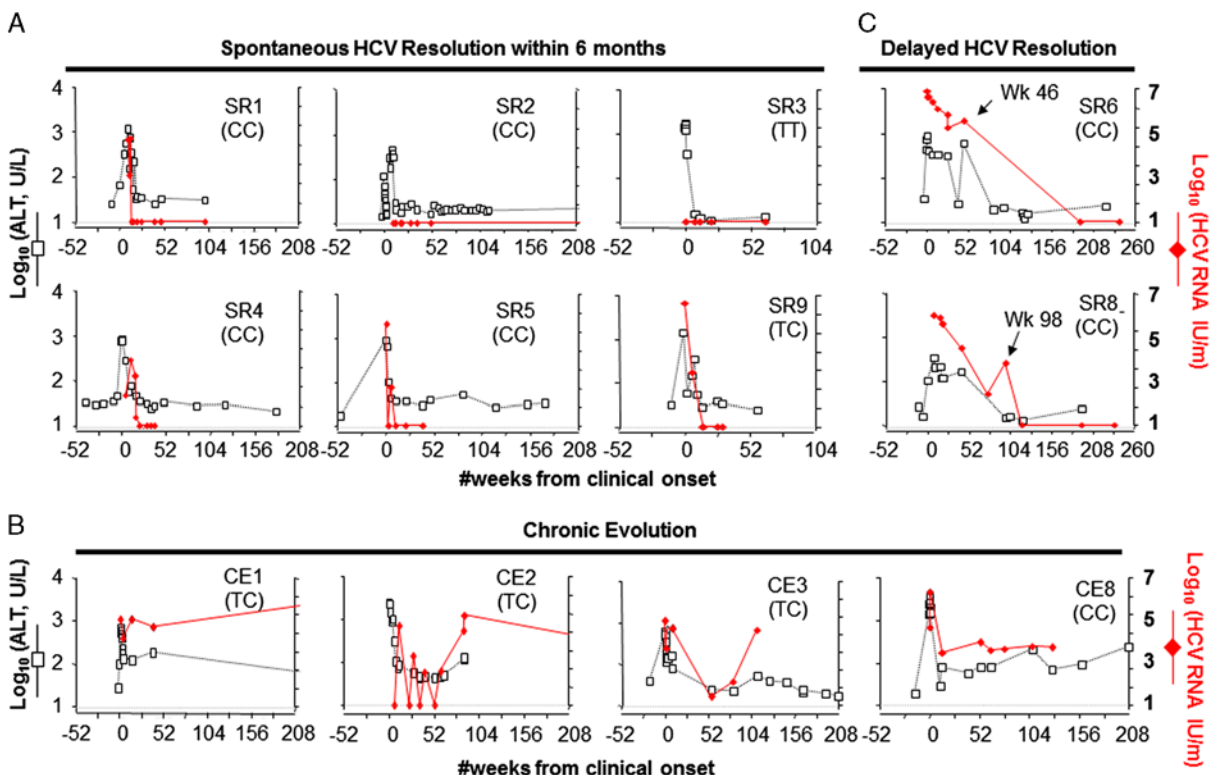 A
C
Spontaneous HCV Resolution within 6 months
Delayed HCV Resolution
4
3
2
1
-52 0 52 104 156 208
SR1
(CC)
-52 0 52 104 156 208
SR2
(CC)
-52 0 52 104
SR3
(TT)
-52 0 52 104 156 208 260
Wk 46
SR6
(CC)
7
5
3
1
4
3
2
1
-52 0 52 104 156 208
SR4
(CC)
-52 0 52 104 156 208
SR5
(CC)
-52 0 52 104
SR9
(TC)
-52 0 52 104 156 208 260
Wk 98
SR8
(CC)
7
5
3
1
Log10 (ALT, U/L)
Log10 (HCV RNA IU/m)
#weeks from clinical onset
B
Chronic Evolution
4
3
2
1
-52 0 52 104 156 208
CE1
(TC)
-52 0 52 104 156 208
CE2
(TC)
-52 0 52 104 156 208
CE3
(TC)
-52 0 52 104 156 208
CE8
(CC)
7
5
3
1
Log10 (ALT, U/L)
Log10 (HCV RNA IU/m)
#weeks from clinical onset